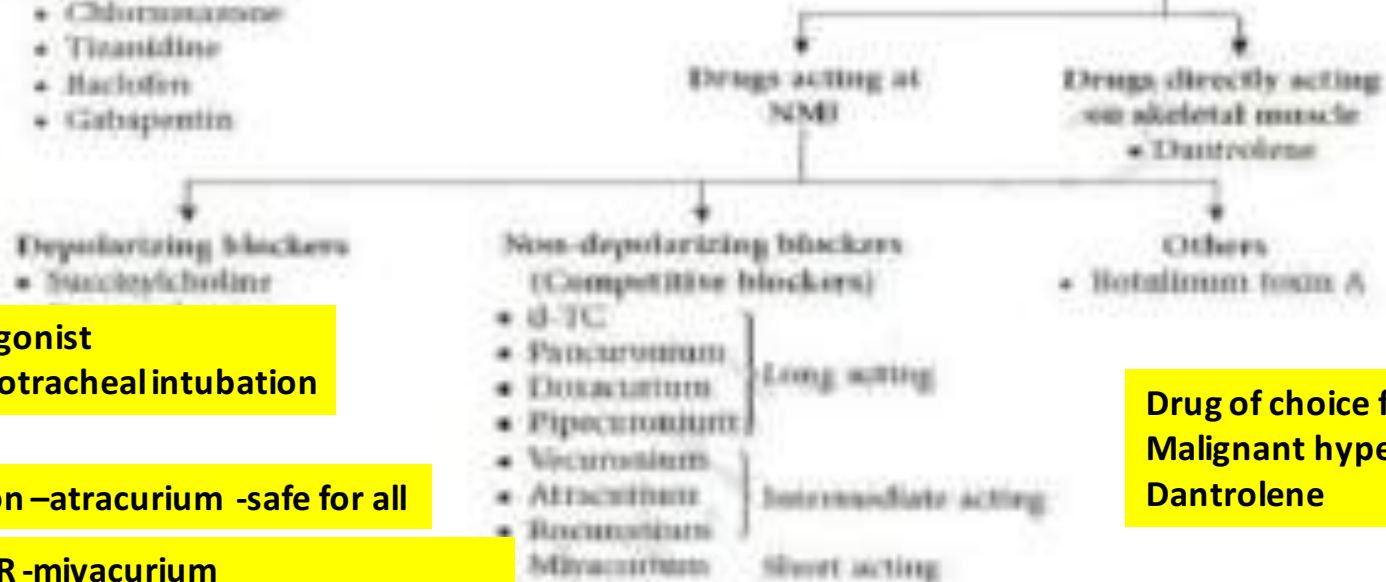 • Chlormezazone
• Tizanidine
• Baclofen
• Gabapentin
Drugs acting at
NMJ
Drugs directly acting
on skeletal muscle
• Dantrolene
Depolarizing blockers
• Succinylcholine
Non-depolarizing blockers
(Competitive blockers)
• d-TC
• Pancuronium
• Doxacurium
• Pipecuronium
Long acting
• Vecuronium
• Atracurium
• Rocuronium
Intermediate acting
Mivacurium Short acting
Others
• Botulinum toxin A
gonist
otracheal intubation
on –atracurium -safe for all
R -mivacurium
Drug of choice f
Malignant hype
Dantrolene